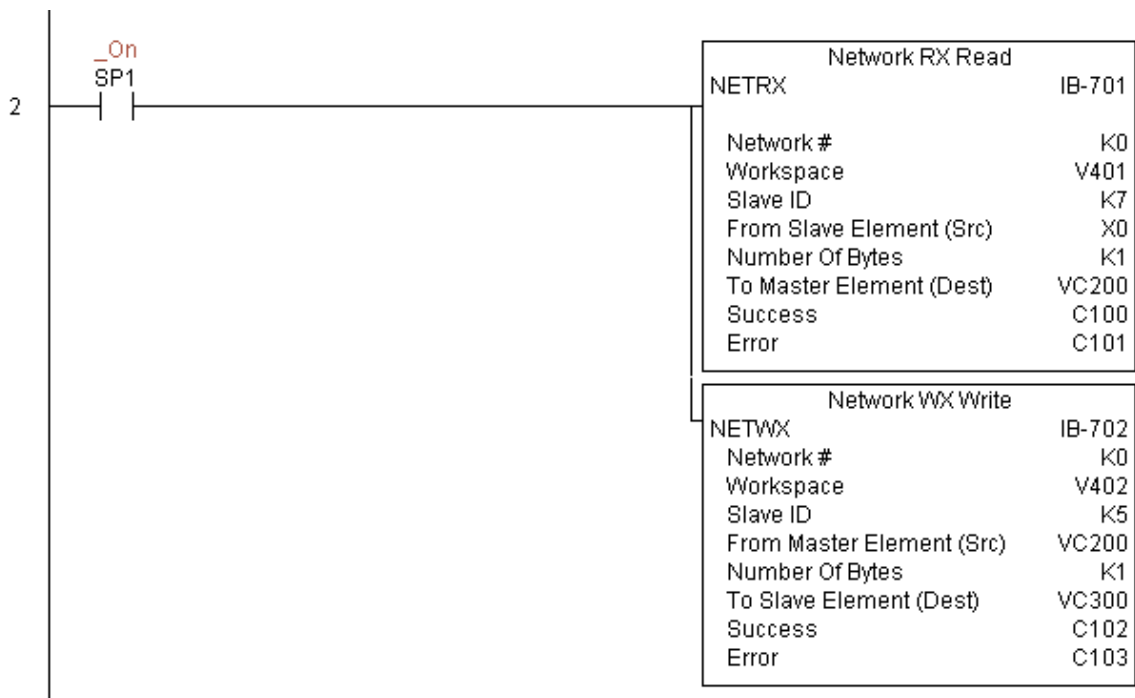 _On
SP1
2
Network RX Read
NETRX IB-701
Network # K0
Workspace V401
Slave ID K7
From Slave Element (Src) X0
Number Of Bytes K1
To Master Element (Dest) VC200
Success C100
Error C101
Network WX Write
NETWX IB-702
Network # K0
Workspace V402
Slave ID K5
From Master Element (Src) VC200
Number Of Bytes K1
To Slave Element (Dest) VC300
Success C102
Error C103